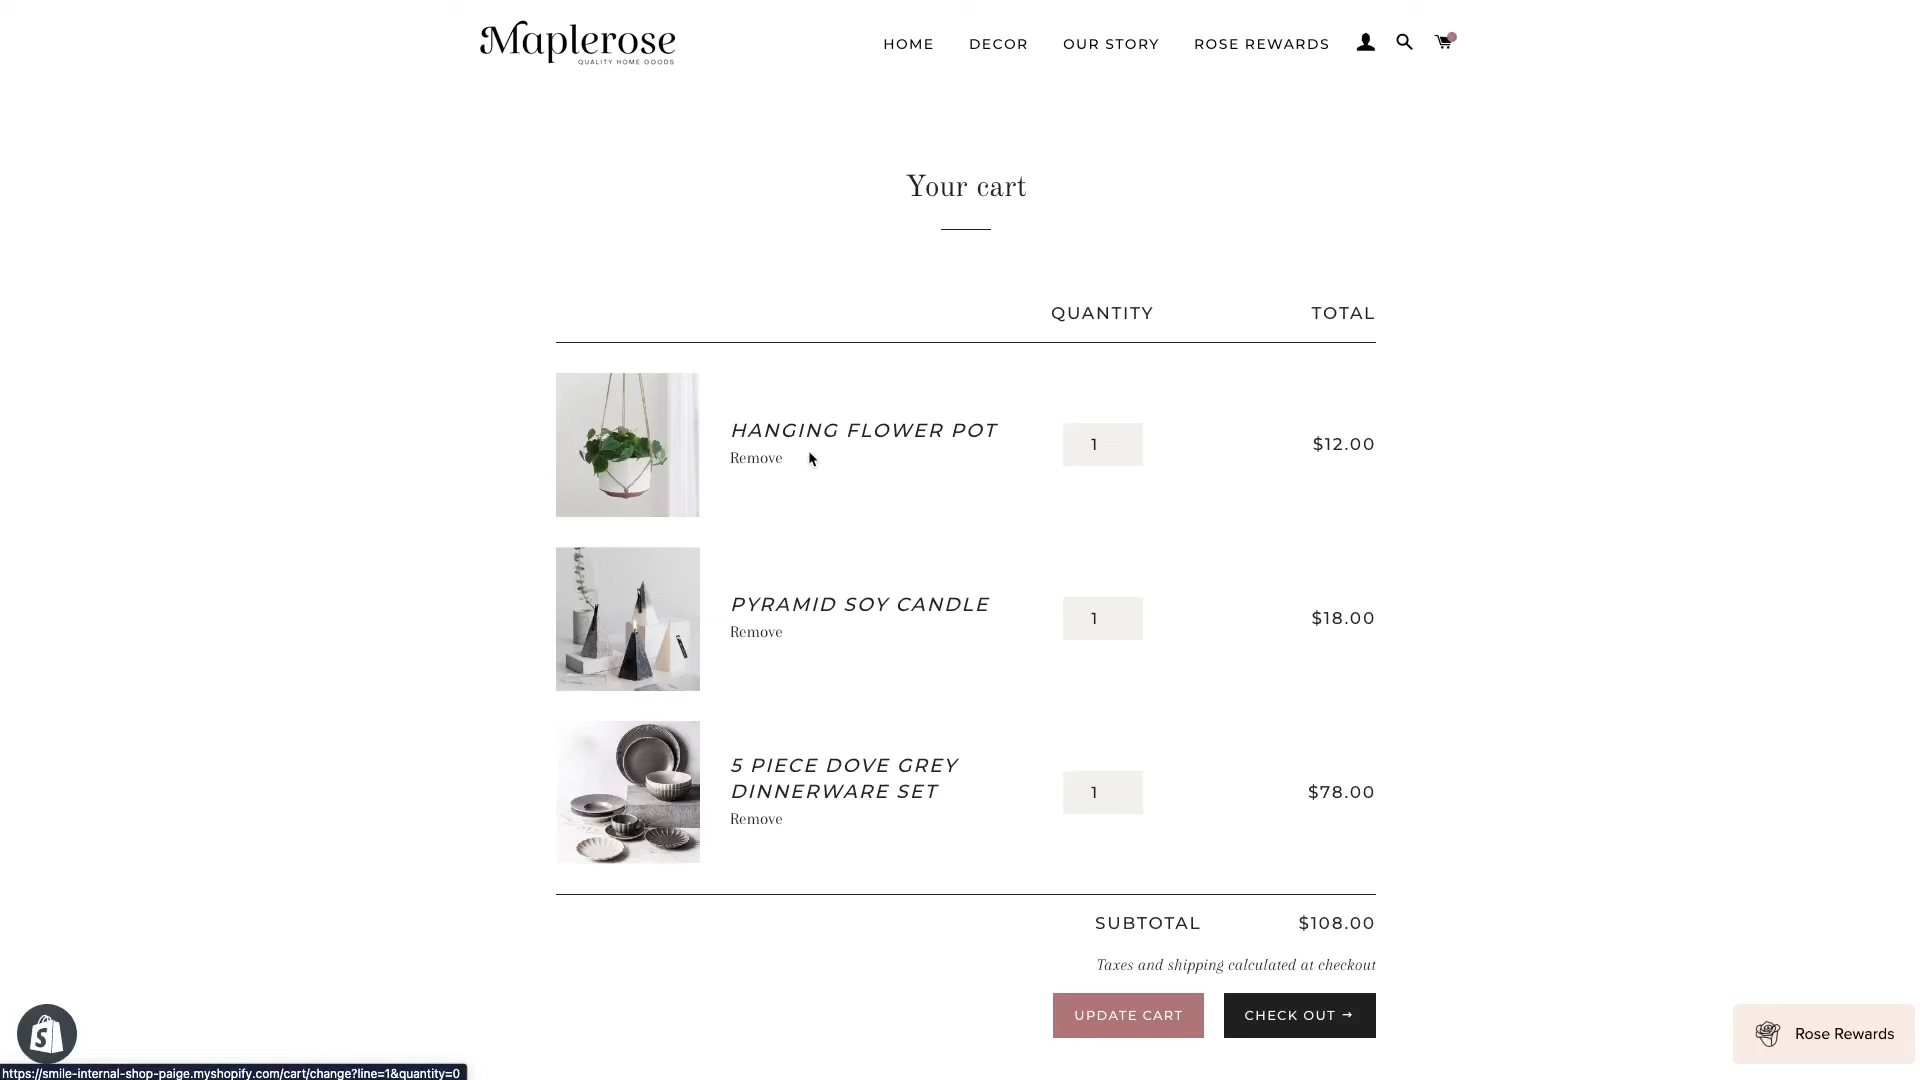 Maplerose
QUALITY HOME GOODS
HOME
DECOR
OUR STORY
ROSE REWARDS
Your cart
QUANTITY
TOTAL
HANGING FLOWER POT
Remove
1
$12.00
PYRAMID SOY CANDLE
Remove
1
$18.00
5 PIECE DOVE GREY
DINNERWARE SET
Remove
1
$78.00
SUBTOTAL
$108.00
Taxes and shipping calculated at checkout
UPDATE CART
CHECK OUT →
Rose Rewards
https://smile-internal-shop-paige.myshopify.com/cart/change?line=1&quantity=0